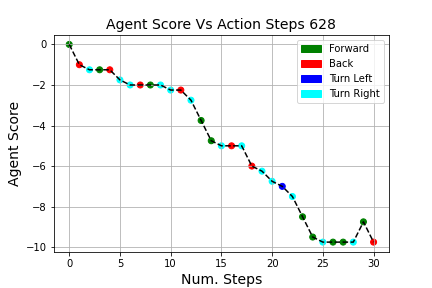 Agent Score Vs Action Steps 628
Forward
Back
Turn Left
Turn Right
0
−2
−4
−6
−8
−10
Agent Score
0 5 10 15 20 25 30
Num. Steps